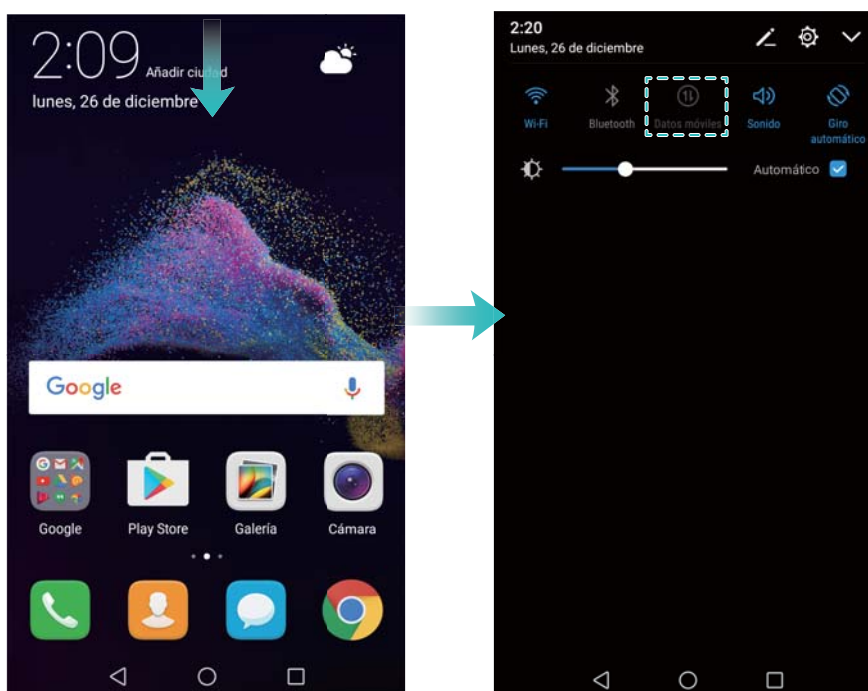 2:09
Añadir ciudad
lunes, 26 de diciembre
Google
Google
Play Store
Galería
Cámara
2:20
Lunes, 26 de diciembre
Wi-Fi
Bluetooth
Datos móviles
Sonido
Giro
automático
Automático